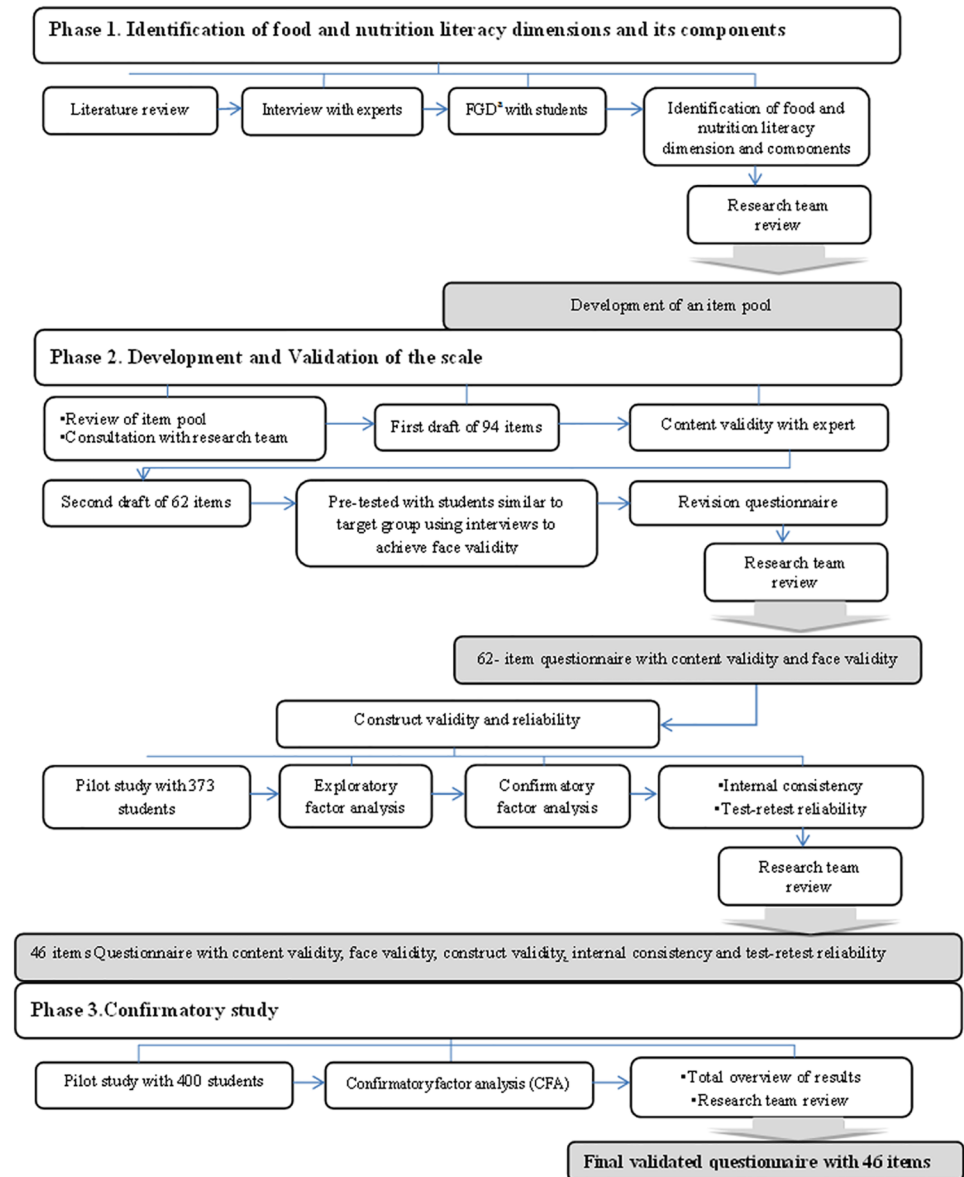 Phase 1. Identification of food and nutrition literacy dimensions and its components
Literature review
Interview with experts
FGDª with students
Identification of food and
nutrition literacy
dimension and components
Research team
review
Development of an item pool
Phase 2. Development and Validation of the scale
▪Review of item pool
▪Consultation with research team
First draft of 94 items
Content validity with expert
Second draft of 62 items
Pre-tested with students similar to
target group using interviews to
achieve face validity
Revision questionnaire
Research team
review
62- item questionnaire with content validity and face validity
Construct validity and reliability
Pilot study with 373
students
Exploratory
factor analysis
Confirmatory
factor analysis
▪Internal consistency
▪Test-retest reliability
Research team
review
46 items Questionnaire with content validity, face validity, construct validity, internal consistency and test-retest reliability
Phase 3.Confirmatory study
Pilot study with 400 students
Confirmatory factor analysis (CFA)
▪Total overview of results
▪Research team review
Final validated questionnaire with 46 items